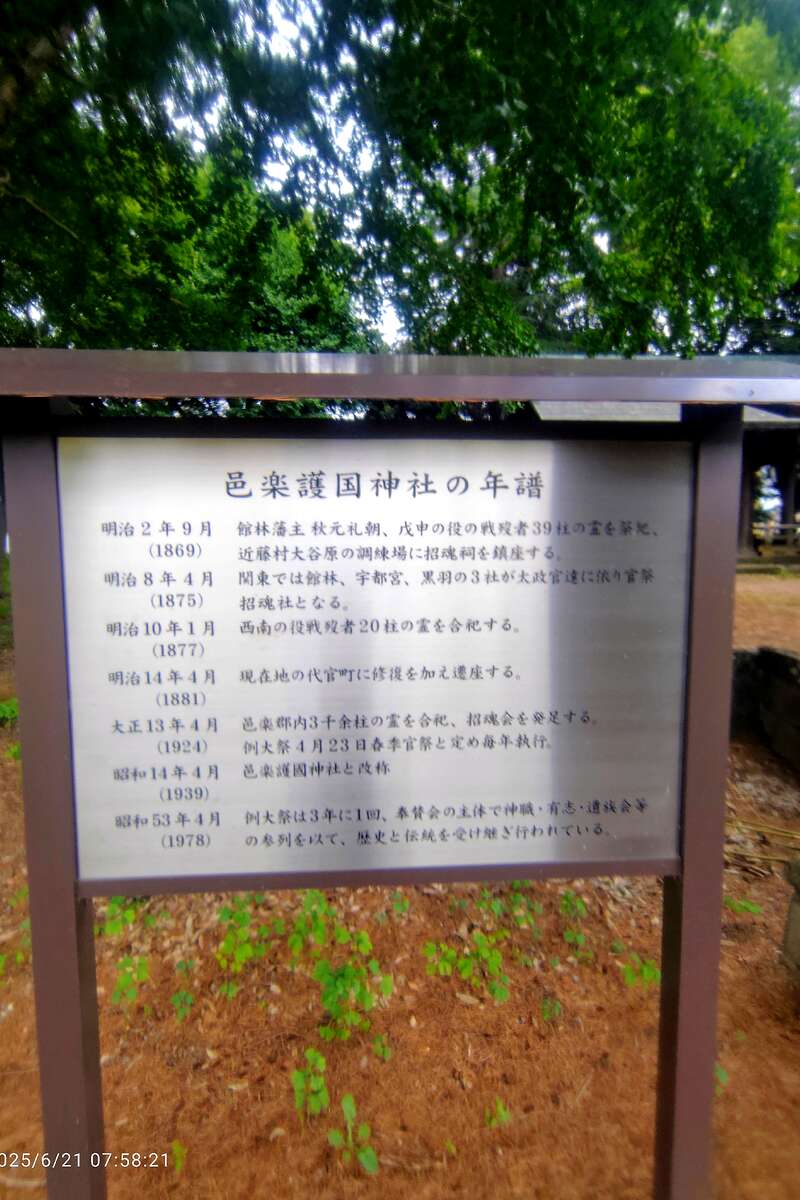 邑楽護国神社の年譜
明治2年9月 館林藩主 秋元礼朝、戊申の役の戦歿者39柱の霊を祭祀、
(1869) 近藤村大谷原の調練場に招魂祠を鎮座する。
明治8年4月 関東では館林、宇都宮、黒羽の3社が太政官達に依り官祭
(1875) 招魂社となる。
明治10年1月 西南の役戦歿者20柱の霊を合祀する。
(1877)
明治14年4月 現在地の代官町に修復を加え遷座する。
(1881)
大正13年4月 邑楽郡内3千余柱の霊を合祀、招魂会を発足する。
(1924) 例大祭4月23日春季官祭と定め毎年執行。
昭和14年4月 邑楽護國神社と改称
(1939)
昭和53年4月 例大祭は3年に1回、奉賛会の主体で神職・有志・遺族会等
(1978) の参列を以て、歴史と伝統を受け継ぎ行われている。
025/6/21 07:58:21